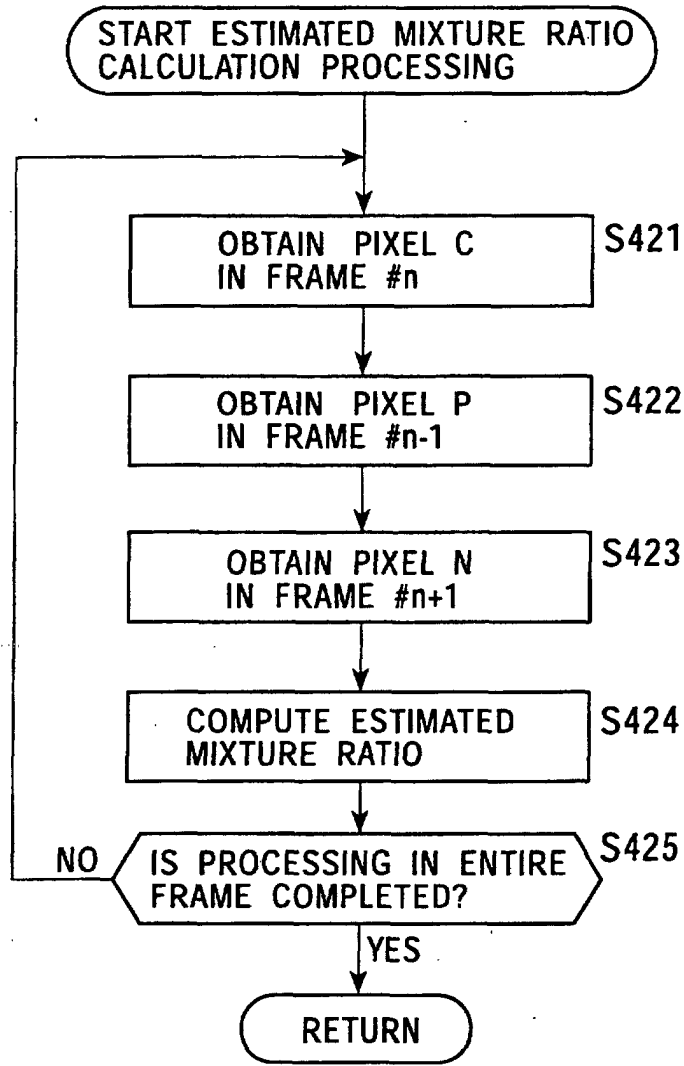 START ESTIMATED MIXTURE RATIO
CALCULATION PROCESSING
OBTAIN PIXEL C
IN FRAME #n
S421
OBTAIN PIXEL P
IN FRAME #n-1
S422
OBTAIN PIXEL N
IN FRAME #n+1
S423
COMPUTE ESTIMATED
MIXTURE RATIO
S424
IS PROCESSING IN ENTIRE
FRAME COMPLETED?
S425
NO
YES
RETURN